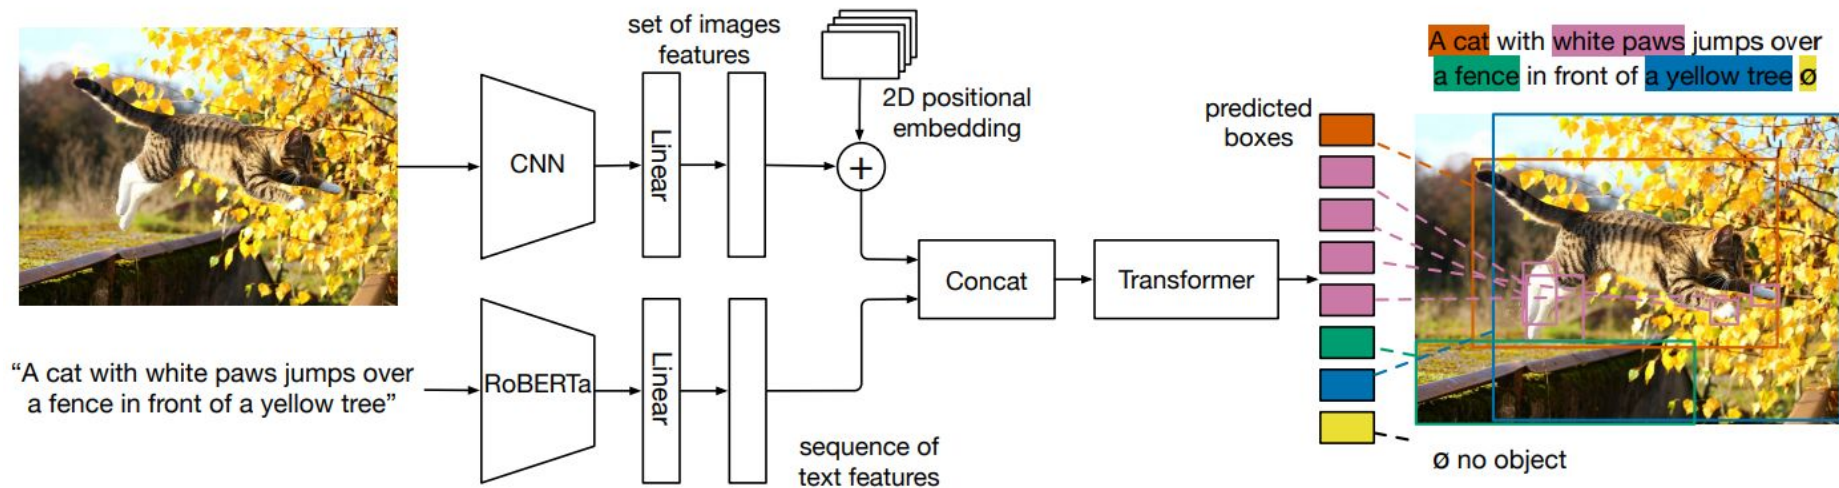 set of images
features
2D positional
embedding
CNN
Linear
+
Concat
Transformer
predicted
boxes
A cat with white paws jumps over
a fence in front of a yellow tree ø
ø no object
“A cat with white paws jumps over
a fence in front of a yellow tree”
RoBERTa
Linear
sequence of
text features